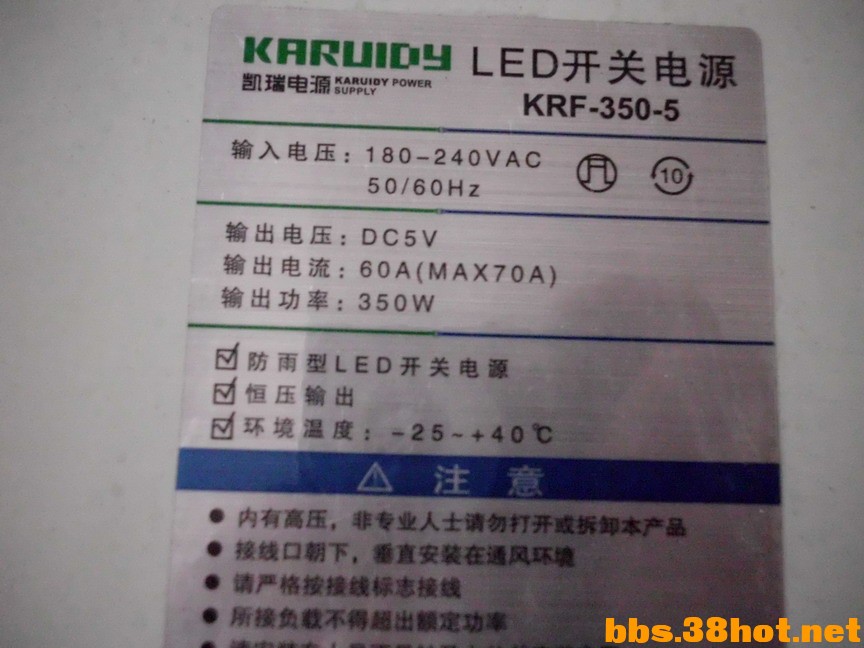 KARUIDY
凯瑞电源 KARUIDY POWER SUPPLY
LED开关电源
KRF-350-5
输入电压: 180-240VAC
50/60Hz
10
输出电压: DC5V
输出电流: 60A(MAX70A)
输出功率: 350W
防雨型LED开关电源
恒压输出
环境温度: -25~+40℃
注意
内有高压，非专业人士请勿打开或拆卸本产品
接线口朝下，垂直安装在通风环境
请严格按接线标志接线
所接负载不得超出额定功率
bbs.38hot.net